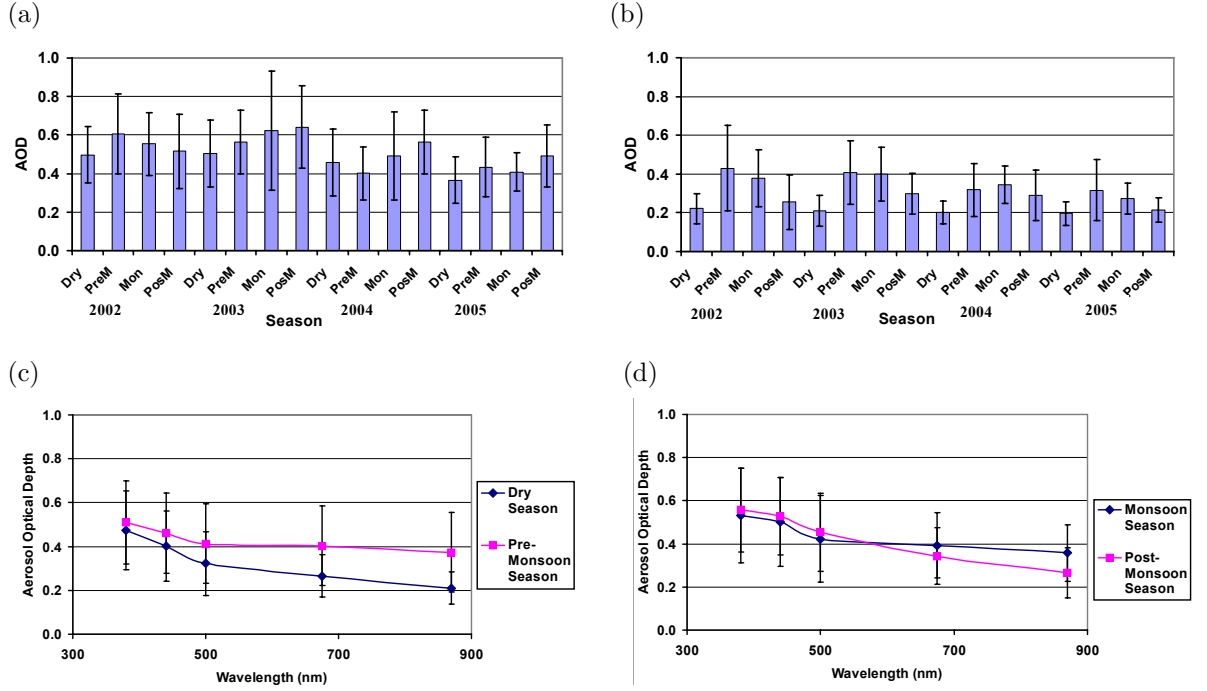 (a)
1.0
0.8
0.6
0.4
0.2
0.0
AOD
Dry
PreM
Mon
PosM
Dry
PreM
Mon
PosM
Dry
PreM
Mon
PosM
Dry
PreM
Mon
PosM
2002
2003
2004
2005
Season
(b)
1.0
0.8
0.6
0.4
0.2
0.0
AOD
Dry
PreM
Mon
PosM
Dry
PreM
Mon
PosM
Dry
PreM
Mon
PosM
Dry
PreM
Mon
PosM
2002
2003
2004
2005
Season
(c)
1.0
0.8
0.6
0.4
0.2
0.0
Aerosol Optical Depth
300
500
700
900
Wavelength (nm)
Dry
Season
Pre-
Monsoon
Season
(d)
1.0
0.8
0.6
0.4
0.2
0.0
Aerosol Optical Depth
300
500
700
900
Wavelength (nm)
Monsoon
Season
Post-
Monsoon
Season